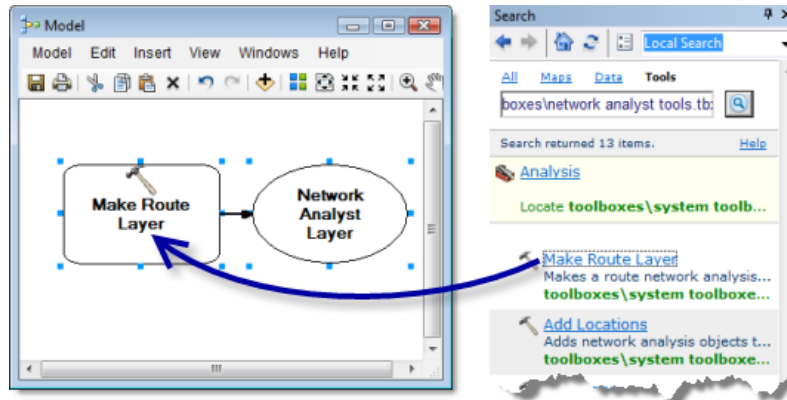 Model
Model Edit Insert View Windows Help
Make Route
Layer
Network
Analyst
Layer
Search
Local Search
All Maps Data Tools
boxes\network analyst tools.tb
Search returned 13 items. Help
Analysis
Locate toolboxes\system toolb...
Make Route Layer
Makes a route network analysis...
toolboxes\system toolboxe...
Add Locations
Adds network analysis objects t...
toolboxes\system toolboxe...